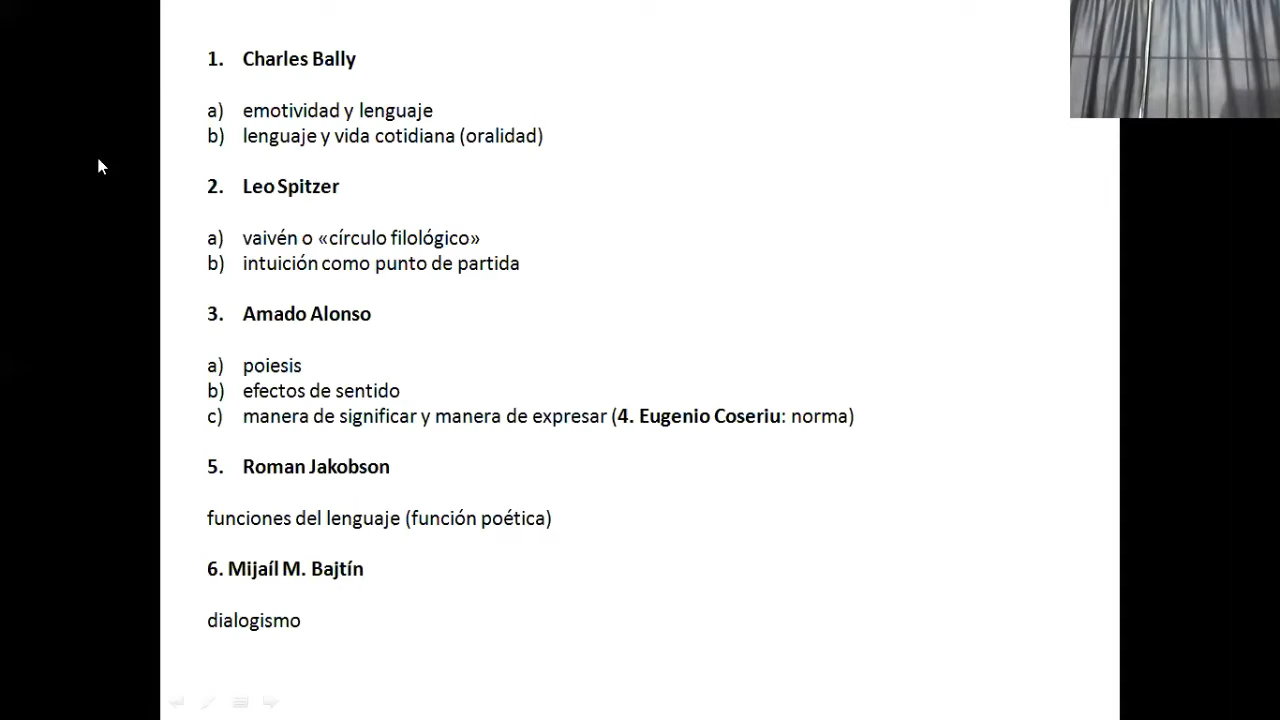 1. Charles Bally
a) emotividad y lenguaje
b) lenguaje y vida cotidiana (oralidad)
2. Leo Spitzer
a) vaivén o «círculo filológico»
b) intuición como punto de partida
3. Amado Alonso
a) poiesis
b) efectos de sentido
c) manera de significar y manera de expresar (4. Eugenio Coseriu: norma)
5. Roman Jakobson
funciones del lenguaje (función poética)
6. Mijaíl M. Bajtín
dialogismo